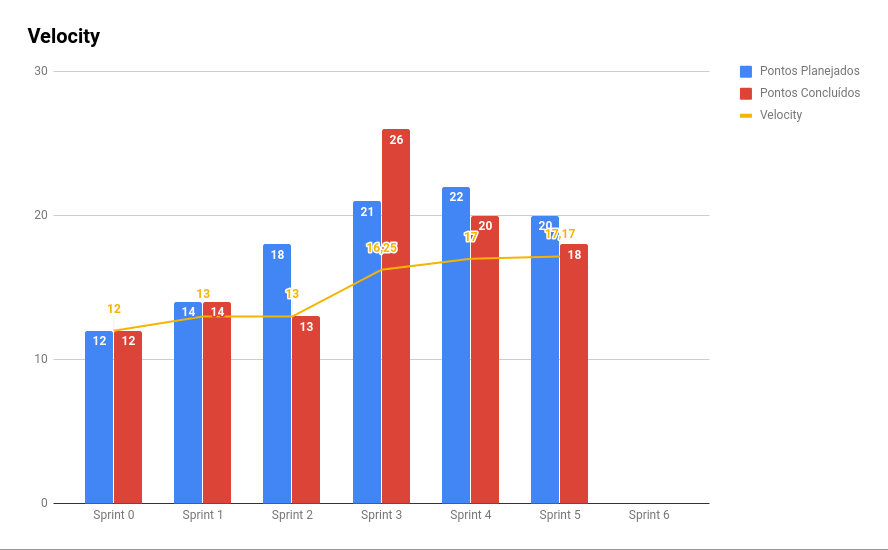 Velocity
30
20
10
0
Pontos Planejados
Pontos Concluídos
Velocity
12
12
12
14
14
13
18
13
13
21
26
16,25
22
20
17
20
18
17,17
Sprint 0
Sprint 1
Sprint 2
Sprint 3
Sprint 4
Sprint 5
Sprint 6